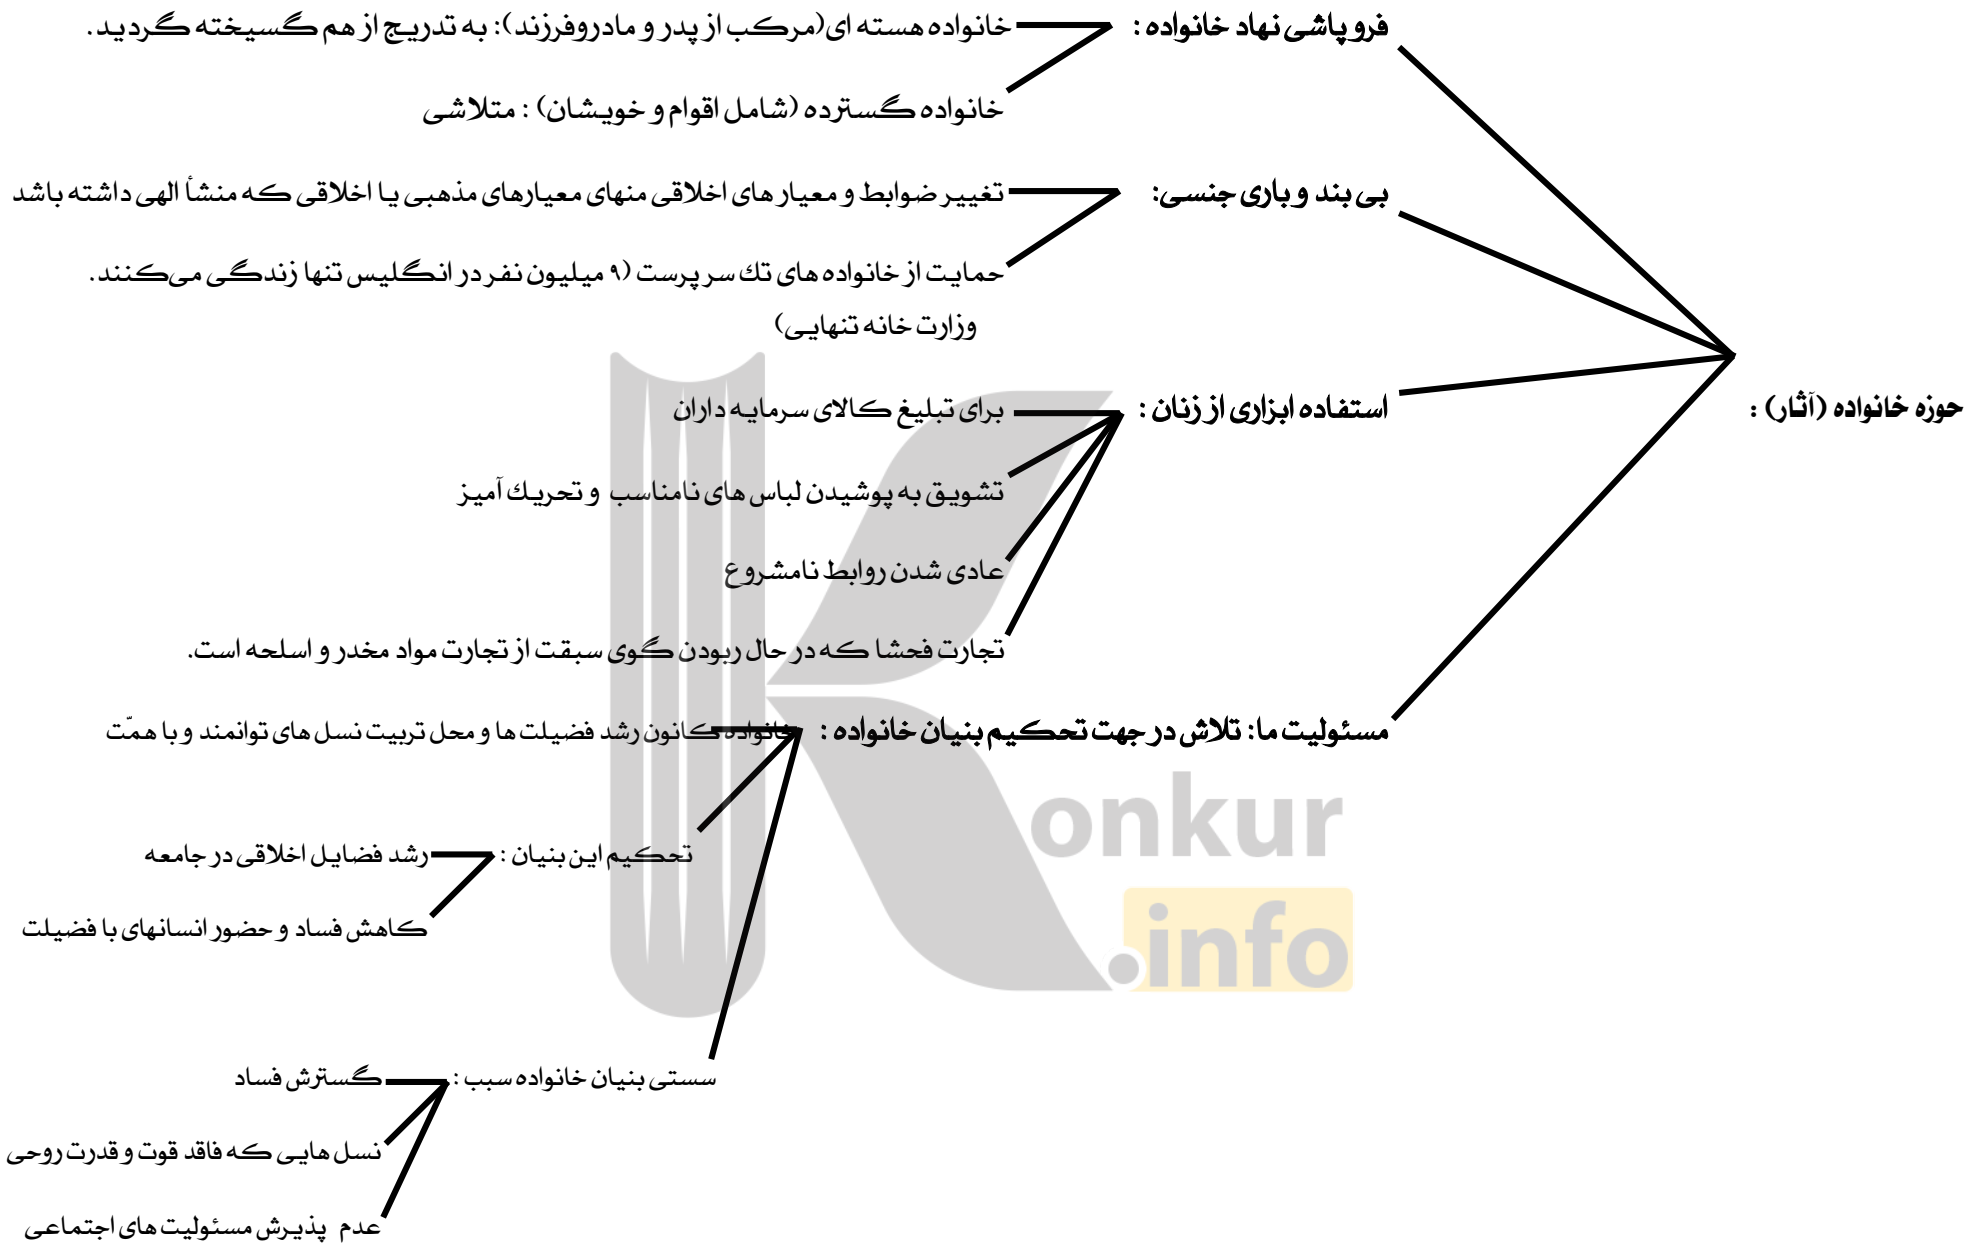 حوزه خانواده (آثار) :
فروپاشی نهاد خانواده :
خانواده هسته ای(مرکب از پدر و مادروفرزند): به تدریج از هم گسیخته گردید.
خانواده گسترده (شامل اقوام و خویشان) : متلاشی
بی بند و باری جنسی:
تغییر ضوابط و معیار های اخلاقی منهای معیارهای مذهبی یا اخلاقی که منشأ الهی داشته باشد
حمایت از خانواده های تك سر پرست (۹ میلیون نفر در انگلیس تنها زندگی می‌کنند.
وزارت خانه تنهایی)
استفاده ابزاری از زنان :
برای تبلیغ کالای سرمایه داران
تشویق به پوشیدن لباس های نامناسب و تحریك آمیز
عادی شدن روابط نامشروع
تجارت فحشا که در حال ربودن گوی سبقت از تجارت مواد مخدر و اسلحه است.
مسئولیت ما: تلاش در جهت تحکیم بنیان خانواده :
خانواده کانون رشد فضیلت ها و محل تربیت نسل های توانمند و با همّت
تحکیم این بنیان :
رشد فضایل اخلاقی در جامعه
کاهش فساد و حضور انسانهای با فضیلت
سستی بنیان خانواده سبب :
گسترش فساد
نسل هایی که فاقد قوت و قدرت روحی
عدم پذیرش مسئولیت های اجتماعی
Konkur
.info